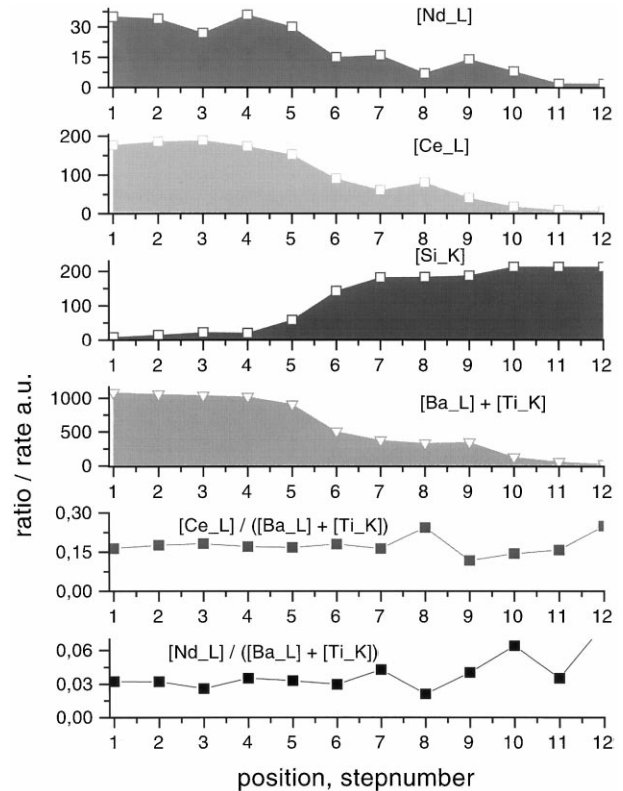 [Nd_L]
30
15
0
1 2 3 4 5 6 7 8 9 10 11 12
[Ce_L]
200
100
0
1 2 3 4 5 6 7 8 9 10 11 12
[Si_K]
200
100
0
1 2 3 4 5 6 7 8 9 10 11 12
[Ba_L] + [Ti_K]
1000
500
0
1 2 3 4 5 6 7 8 9 10 11 12
ratio / rate a.u.
0,30
[Ce_L] / ([Ba_L] + [Ti_K])
0,15
0,00
1 2 3 4 5 6 7 8 9 10 11 12
0,06
[Nd_L] / ([Ba_L] + [Ti_K])
0,03
0,00
1 2 3 4 5 6 7 8 9 10 11 12
position, stepnumber